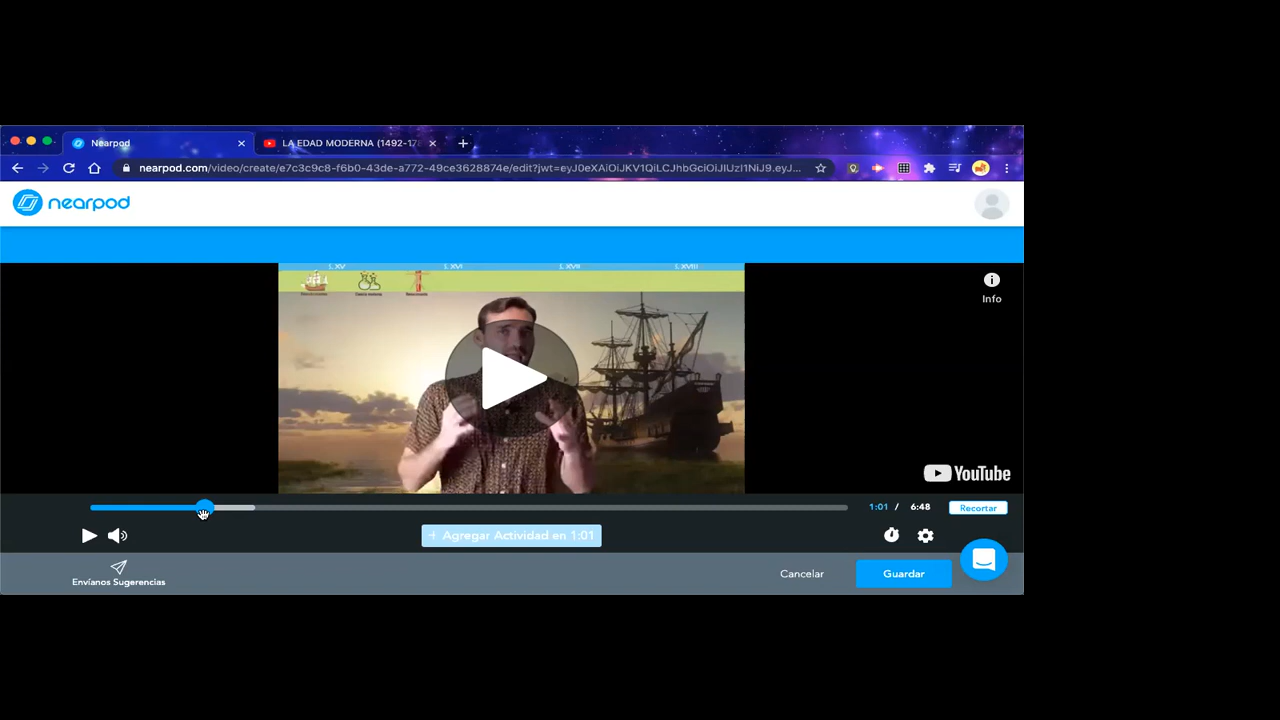 Nearpod
LA EDAD MODERNA (1492-17
nearpod.com/video/create/e7c3c9c8-f6b0-43de-a772-49ce3628874e/edit?jwt=eyJ0eXAiOiJKV1QiLCJhbGciOiJIUzI1NiJ9.eyJ...
nearpod
Info
YouTube
1:01 / 6:48
Recortar
+ Agregar Actividad en 1:01
Envíanos Sugerencias
Cancelar
Guardar